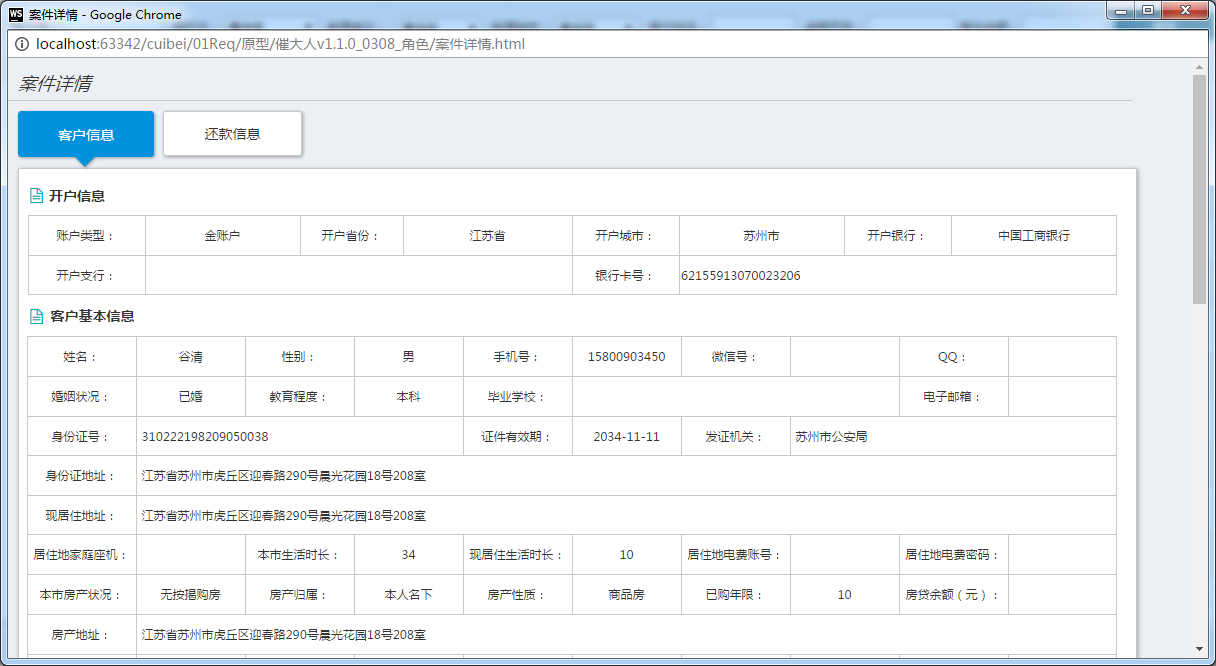 案件详情 - Google Chrome
localhost:63342/cuibei/01Req/原型/催大人v1.1.0_0308_角色/案件详情.html
案件详情
客户信息 还款信息
开户信息
账户类型： 金账户 开户省份： 江苏省 开户城市： 苏州市 开户银行： 中国工商银行
开户支行： 银行卡号： 62155913070023206
客户基本信息
姓名： 谷清 性别： 男 手机号： 15800903450 微信号： QQ：
婚姻状况： 已婚 教育程度： 本科 毕业学校： 电子邮箱：
身份证号： 310222198209050038 证件有效期： 2034-11-11 发证机关： 苏州市公安局
身份证地址： 江苏省苏州市虎丘区迎春路290号晨光花园18号208室
现居住地址： 江苏省苏州市虎丘区迎春路290号晨光花园18号208室
居住地家庭座机： 本市生活时长： 34 现居住生活时长： 10 居住地电费账号： 居住地电费密码：
本市房产状况： 无按揭购房 房产归属： 本人名下 房产性质： 商品房 已购年限： 10 房贷余额（元）：
房产地址： 江苏省苏州市虎丘区迎春路290号晨光花园18号208室